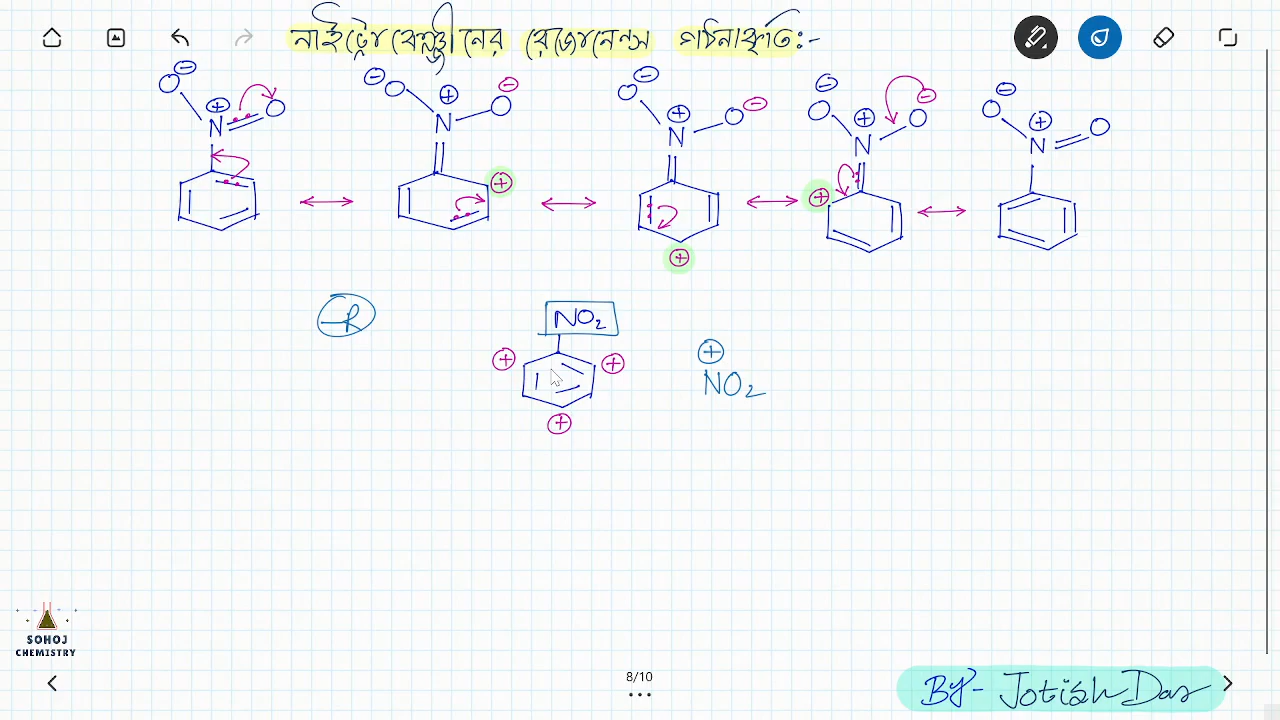 নাইট্রোবেঞ্জীনের রেজোনেন্স গঠনাকৃতিঃ-
O⊖ N⊕ O
⊖O N⊕ O⊖ ⊕
O⊖ N⊕ O⊖ ⊕
O⊖ N⊕ O⊖ ⊕
O⊖ N⊕ O
-R
NO₂
⊕ ⊕ ⊕
⊕
NO₂
SOHOJ
CHEMISTRY
8/10
BY- Jotish Das